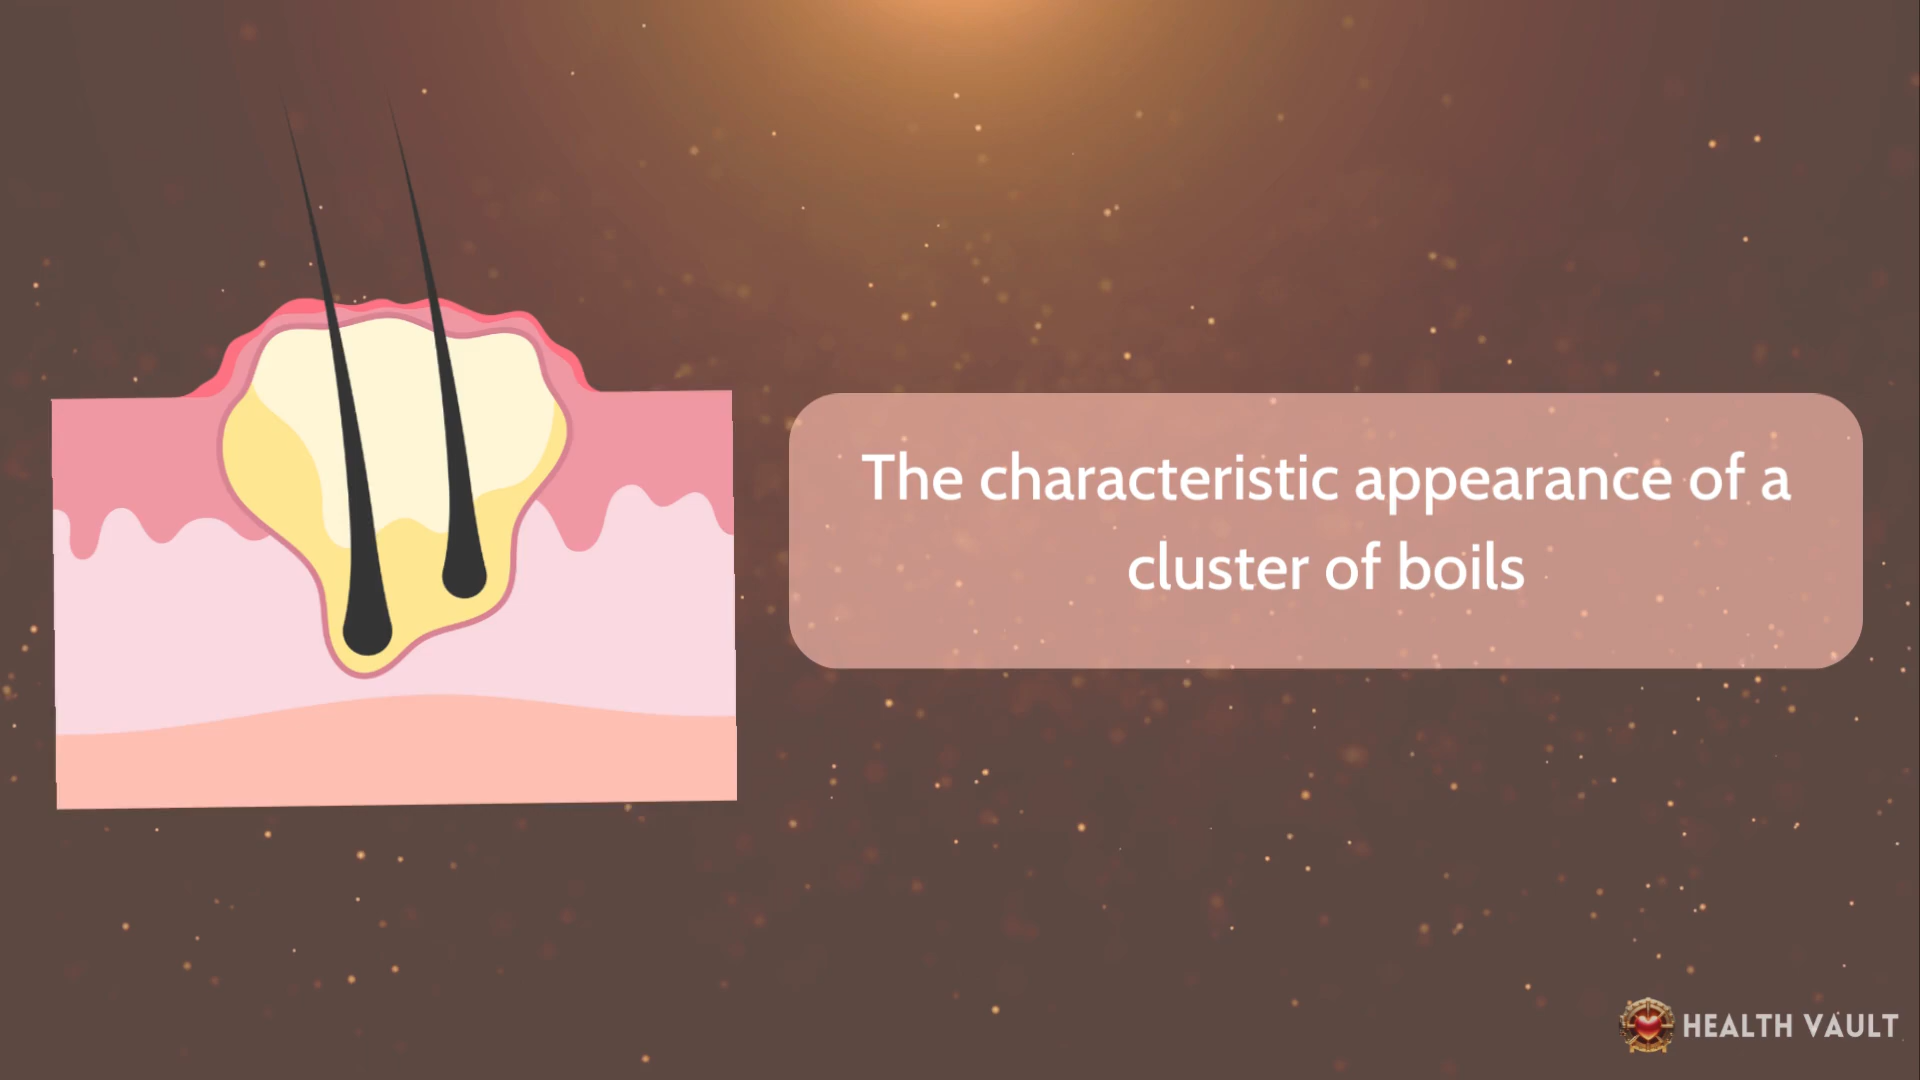 The characteristic appearance of a
cluster of boils
HEALTH VAULT